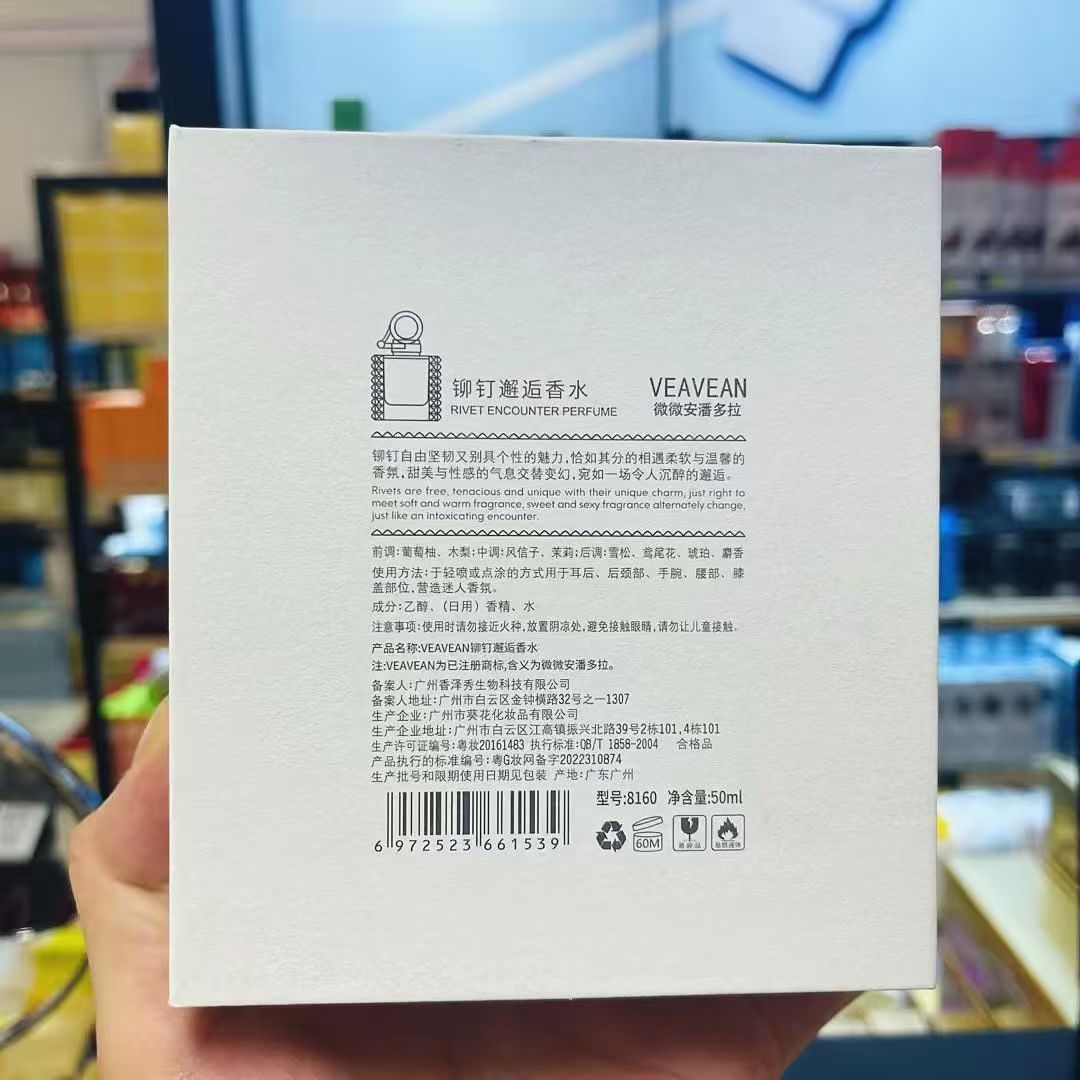 铆钉邂逅香水
RIVET ENCOUNTER PERFUME
VEAVEAN
微微安潘多拉
铆钉自由坚韧又别具个性的魅力,恰如其分的相遇柔软与温馨的
香氛,甜美与性感的气息交替变幻,宛如一场令人沉醉的邂逅。
Rivets are free, tenacious and unique with their unique charm, just right to
meet soft and warm fragrance, sweet and sexy fragrance alternately change,
just like an intoxicating encounter.
前调:葡萄柚、木梨;中调:风信子、茉莉;后调:雪松、鸢尾花、琥珀、麝香
使用方法:于轻喷或点涂的方式用于耳后、后颈部、手腕、腰部、膝
盖部位,营造迷人香氛。
成分:乙醇、(日用)香精、水
注意事项:使用时请勿接近火种,放置阴凉处,避免接触眼睛,请勿让儿童接触。
产品名称:VEAVEAN铆钉邂逅香水
注:VEAVEAN为已注册商标,含义为微微安潘多拉。
备案人:广州香泽秀生物科技有限公司
备案人地址:广州市白云区金钟横路32号之一1307
生产企业:广州市葵花化妆品有限公司
生产企业地址:广州市白云区江高镇振兴北路39号2栋101,4栋101
生产许可证编号:粤妆20161483 执行标准:QB/T 1858-2004 合格品
产品执行的标准编号:粤G妆网备字2022310874
生产批号和限期使用日期见包装 产地:广东广州
型号:8160 净含量:50ml
6 972523 661539
60M
易碎品
易燃液体